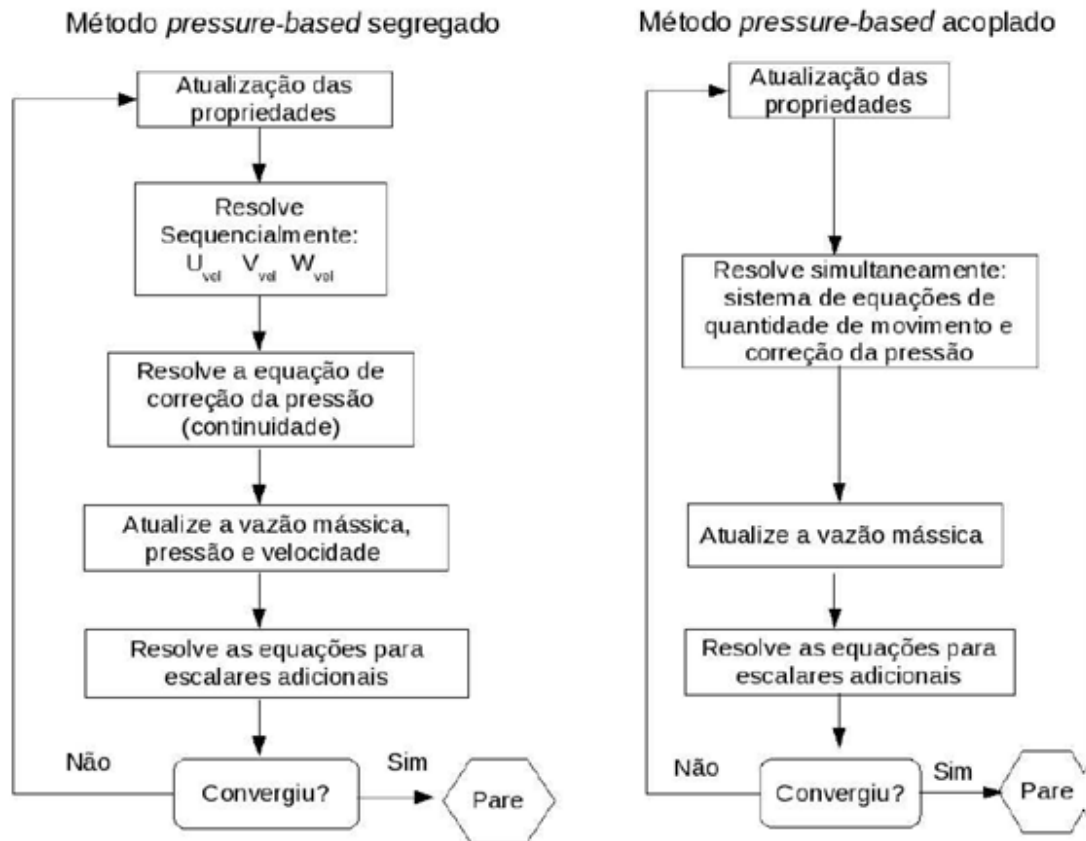 Método pressure-based segregado
Atualização das
propriedades
Resolve
Sequencialmente:
U_vel V_vel W_vel
Resolve a equação de
correção da pressão
(continuidade)
Atualize a vazão mássica,
pressão e velocidade
Resolve as equações para
escalares adicionais
Não
Convergiu?
Sim
Pare
Método pressure-based acoplado
Atualização das
propriedades
Resolve simultaneamente:
sistema de equações de
quantidade de movimento e
correção da pressão
Atualize a vazão mássica
Resolve as equações para
escalares adicionais
Não
Convergiu?
Sim
Pare